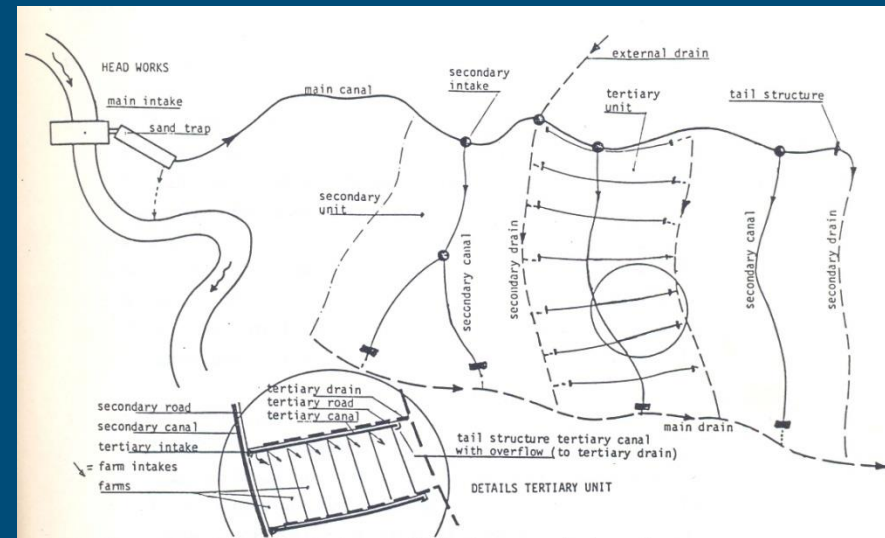 HEAD WORKS
main intake
sand trap
main canal
secondary
intake
external drain
tertiary
unit
tail structure
secondary
unit
secondary canal
secondary drain
secondary canal
secondary drain
main drain
secondary road
secondary canal
tertiary intake
= farm intakes
farms
tertiary drain
tertiary road
tertiary canal
tail structure tertiary canal
with overflow (to tertiary drain)
DETAILS TERTIARY UNIT